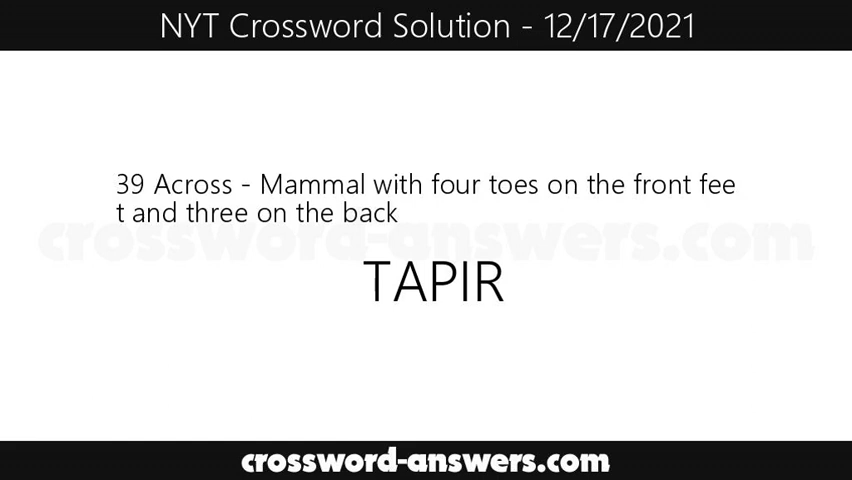 NYT Crossword Solution - 12/17/2021
39 Across - Mammal with four toes on the front fee
t and three on the back
crossword-answers.com
TAPIR
crossword-answers.com